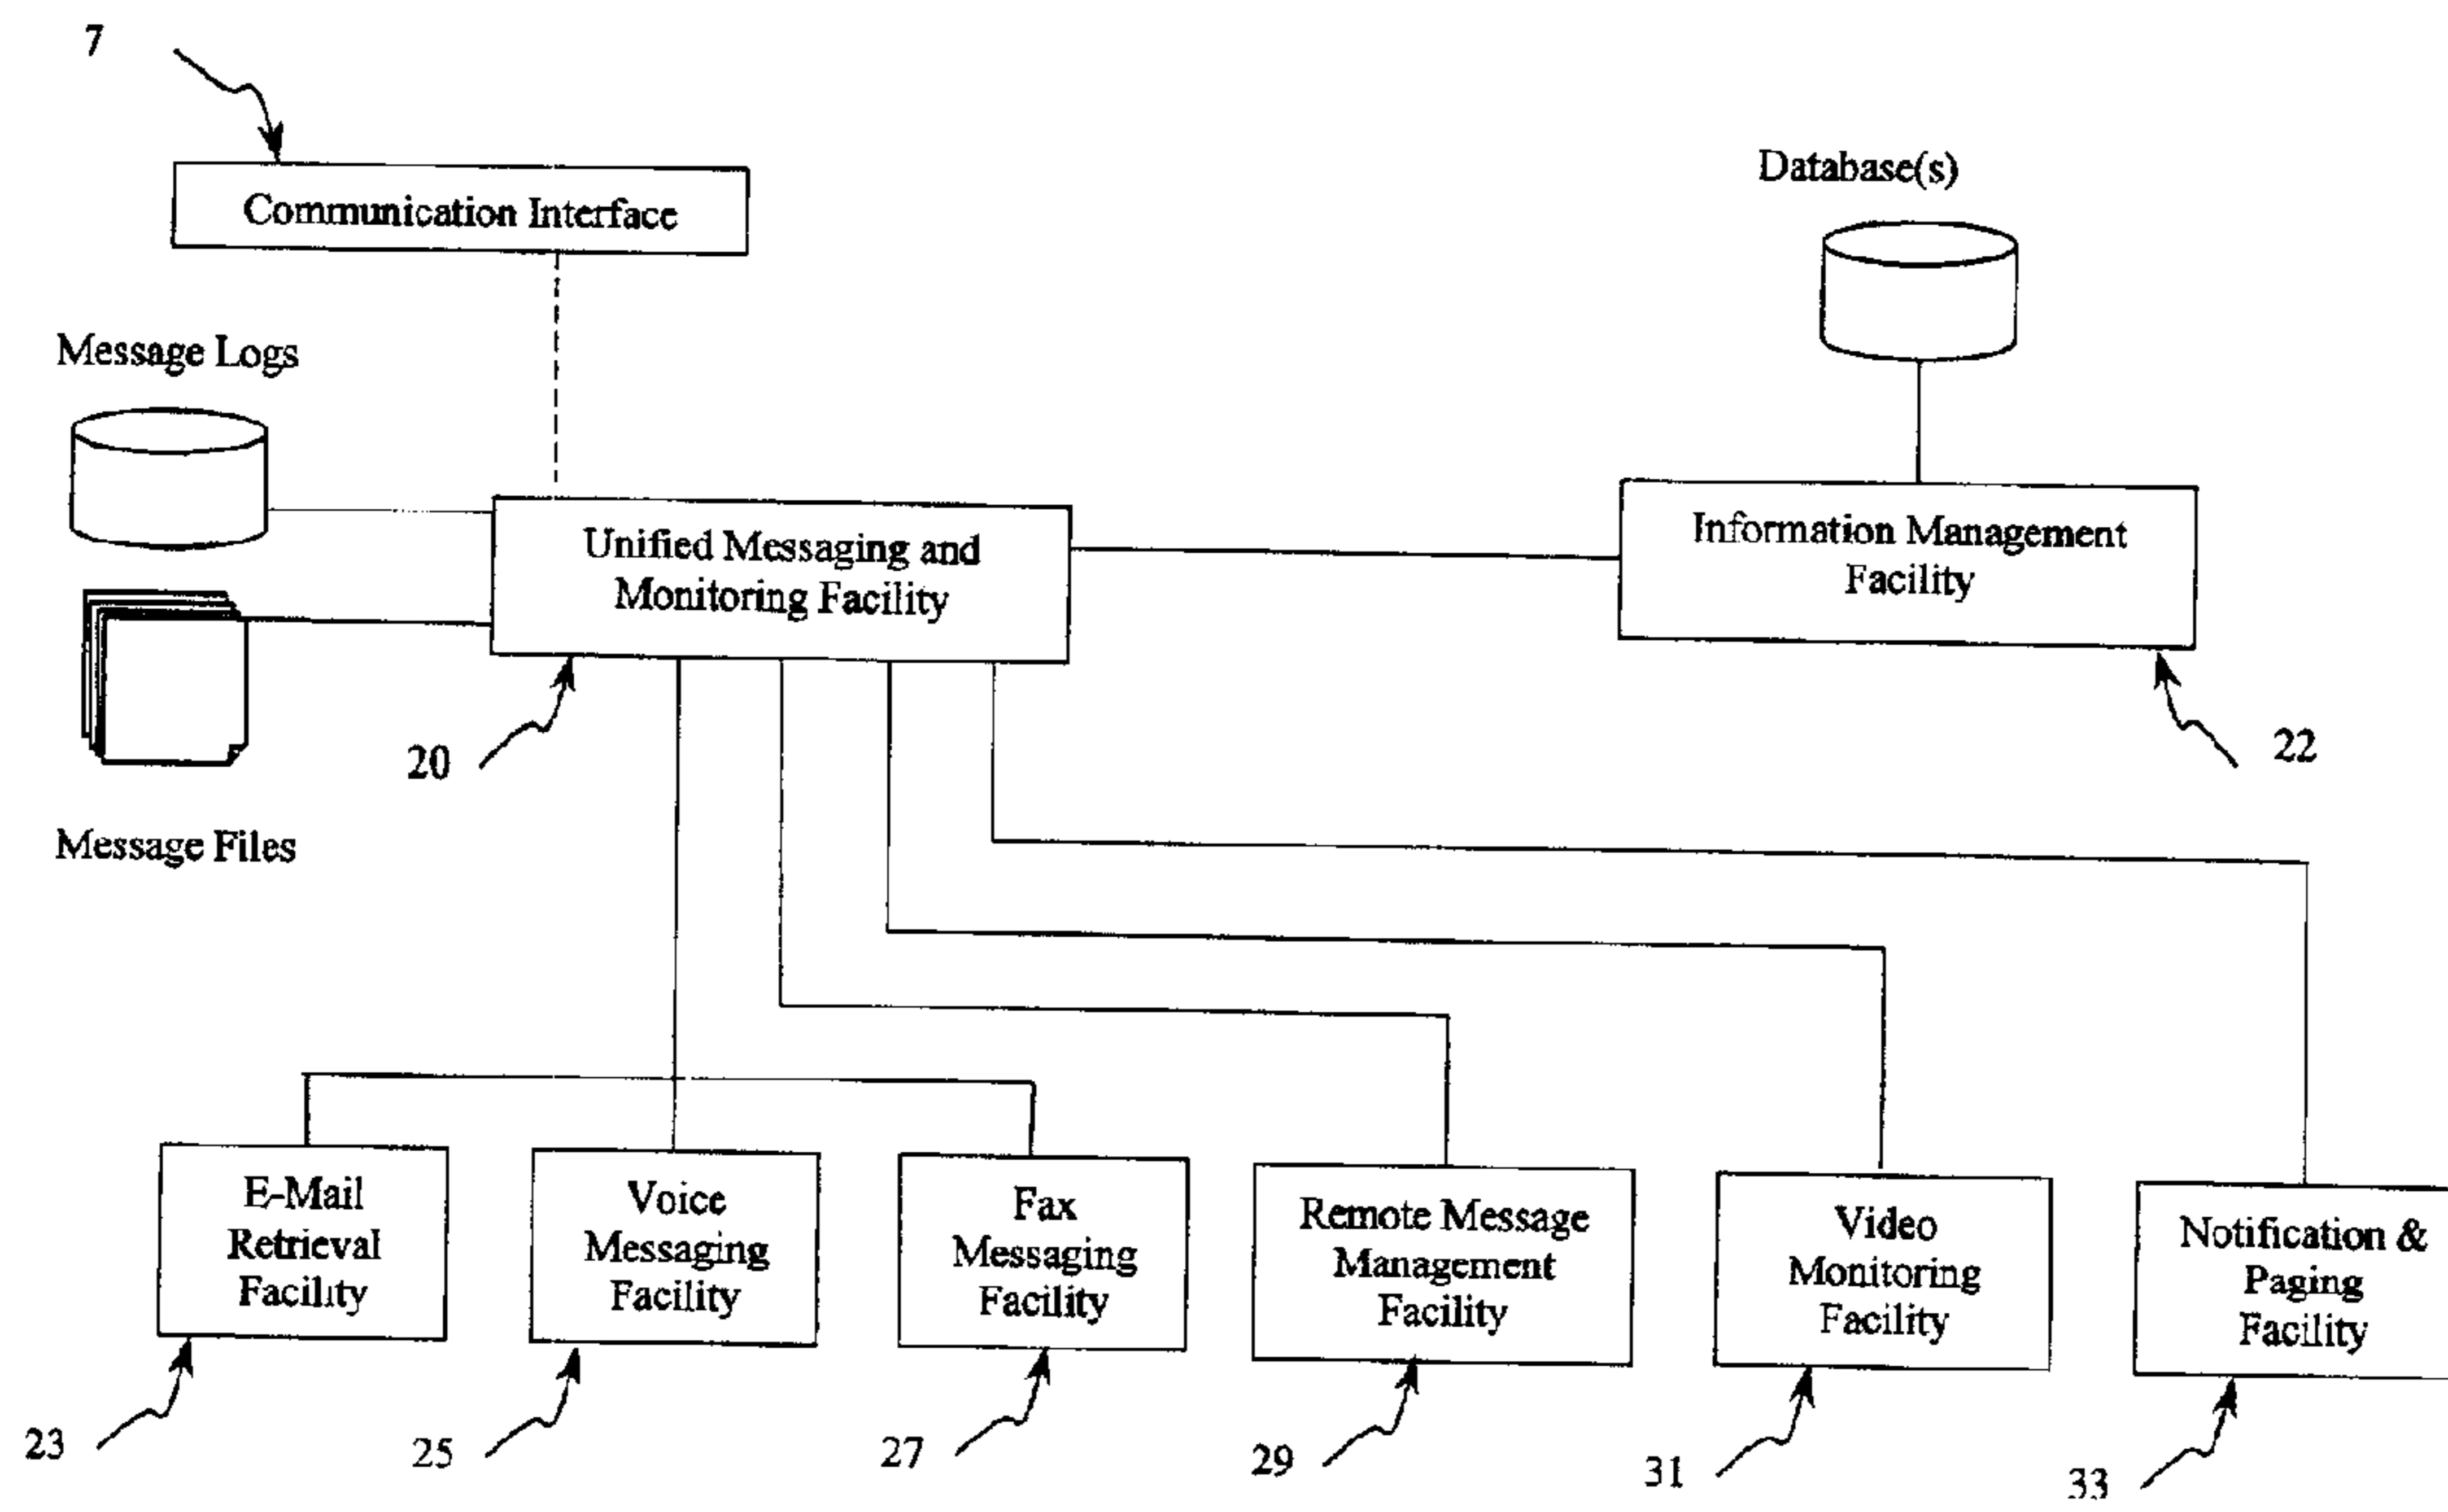 7
Communication Interface
Database(s)
Message Logs
Unified Messaging and
Monitoring Facility
Information Management
Facility
20
22
Message Files
E-Mail
Retrieval
Facility
Voice
Messaging
Facility
Fax
Messaging
Facility
Remote Message
Management
Facility
Video
Monitoring
Facility
Notification &
Paging
Facility
23
25
27
29
31
33